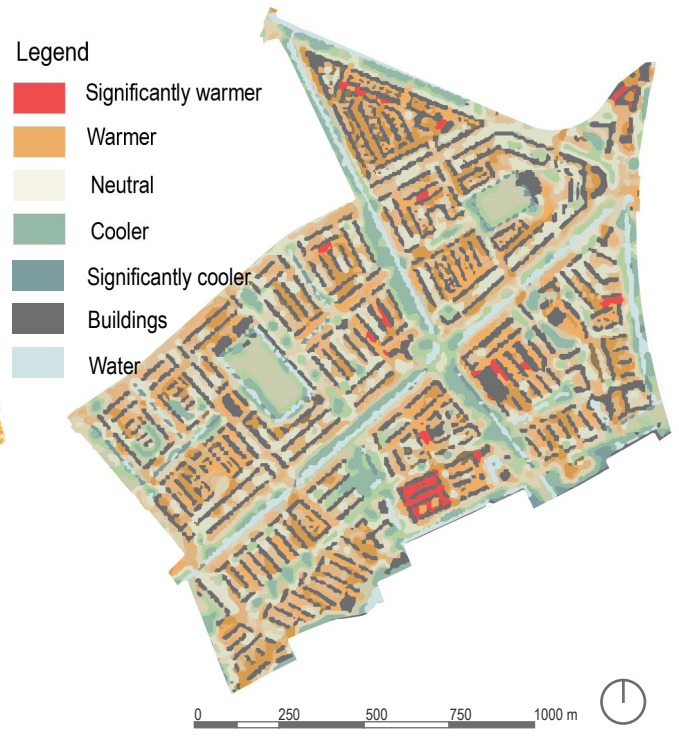 Legend
Significantly warmer
Warmer
Neutral
Cooler
Significantly cooler
Buildings
Water
0 250 500 750 1000 m